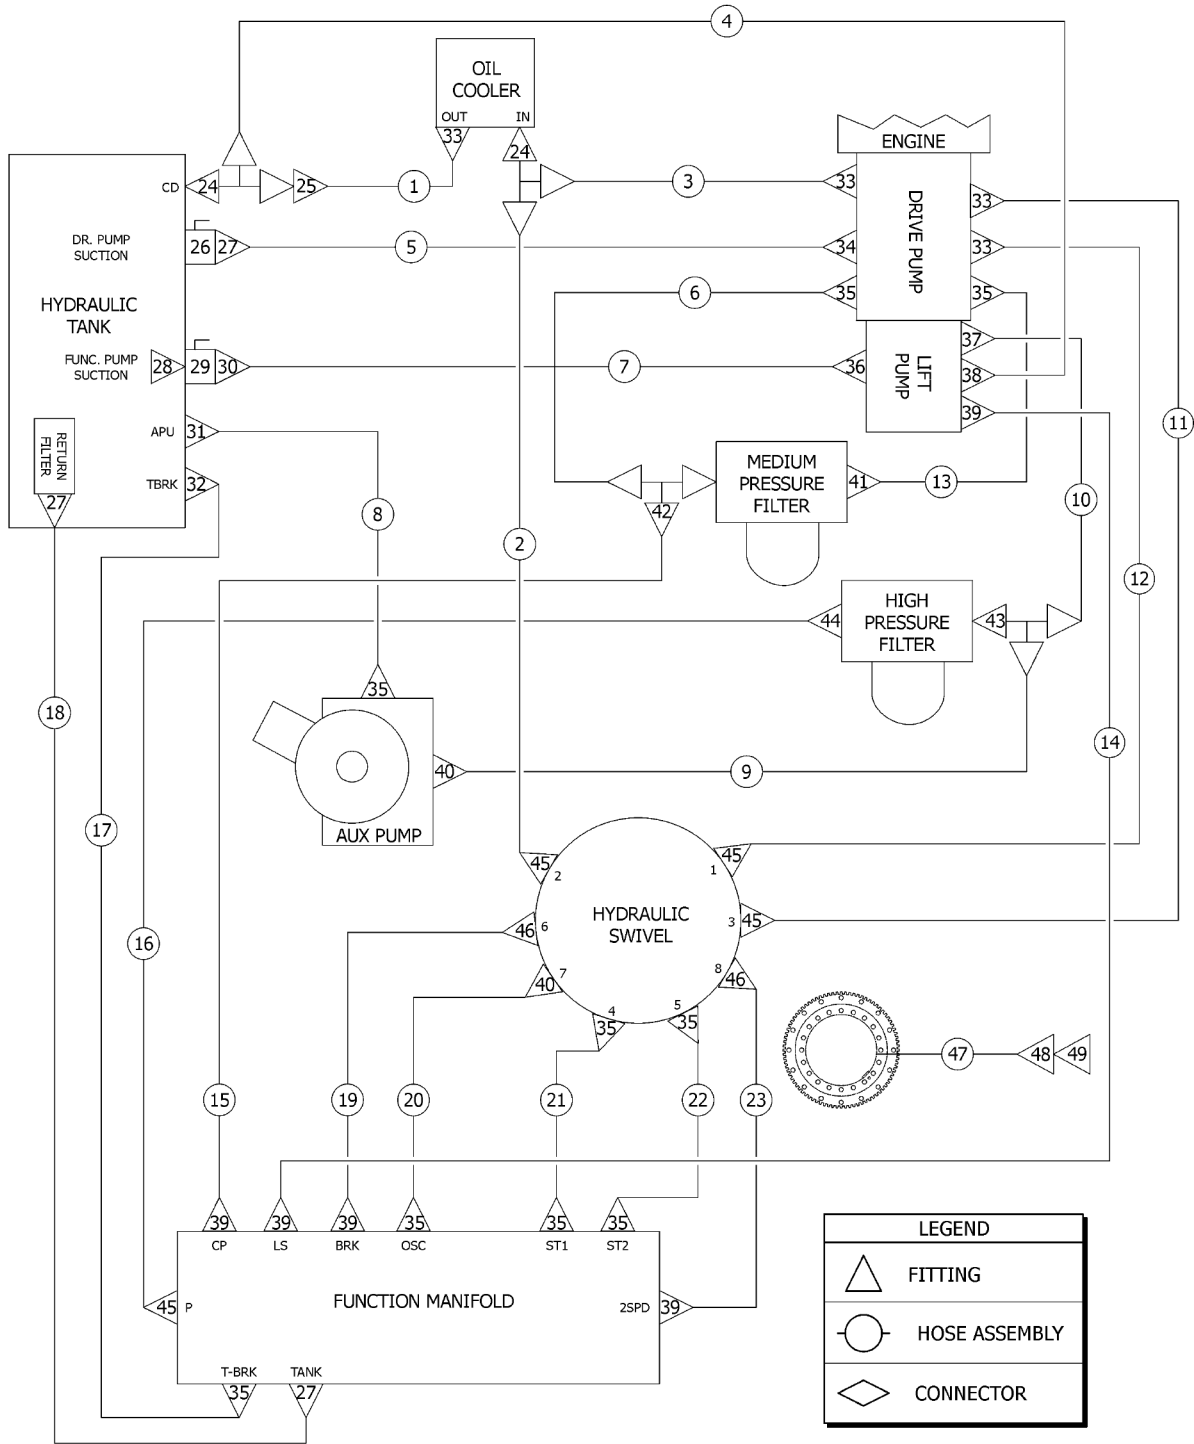 4
OIL
COOLER
OUT
IN
33
24
ENGINE
CD
24
25
1
3
33
33
DR. PUMP
SUCTION
26
27
5
34
DRIVE PUMP
33
HYDRAULIC
TANK
6
35
35
FUNC. PUMP
SUCTION
28
29
30
7
36
LIFT
PUMP
37
38
39
11
APU
31
RETURN
FILTER
27
TBRK
32
8
MEDIUM
PRESSURE
FILTER
41
13
10
42
2
12
HIGH
PRESSURE
FILTER
44
43
35
18
14
40
9
AUX PUMP
17
45
2
45
1
HYDRAULIC
SWIVEL
46
6
3
45
16
40
7
8
46
4
35
5
35
47
48
49
15
19
20
21
22
23
39
39
39
35
35
35
CP
LS
BRK
OSC
ST1
ST2
45
P
FUNCTION MANIFOLD
2SPD
39
T-BRK
TANK
35
27
LEGEND
FITTING
HOSE ASSEMBLY
CONNECTOR